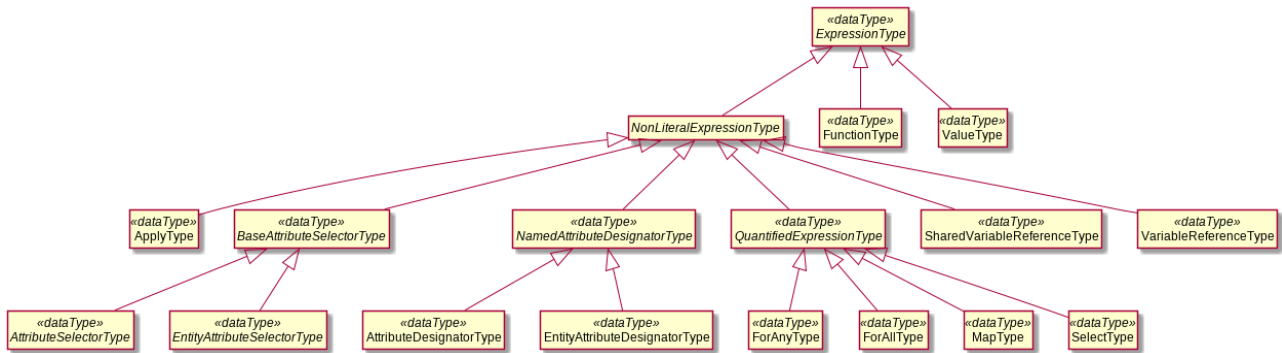 «dataType»
ExpressionType
NonLiteralExpressionType
«dataType»
FunctionType
«dataType»
ValueType
«dataType»
ApplyType
«dataType»
BaseAttributeSelectorType
«dataType»
NamedAttributeDesignatorType
«dataType»
QuantifiedExpressionType
«dataType»
SharedVariableReferenceType
«dataType»
VariableReferenceType
«dataType»
AttributeSelectorType
«dataType»
EntityAttributeSelectorType
«dataType»
AttributeDesignatorType
«dataType»
EntityAttributeDesignatorType
«dataType»
ForAnyType
«dataType»
ForAllType
«dataType»
MapType
«dataType»
SelectType